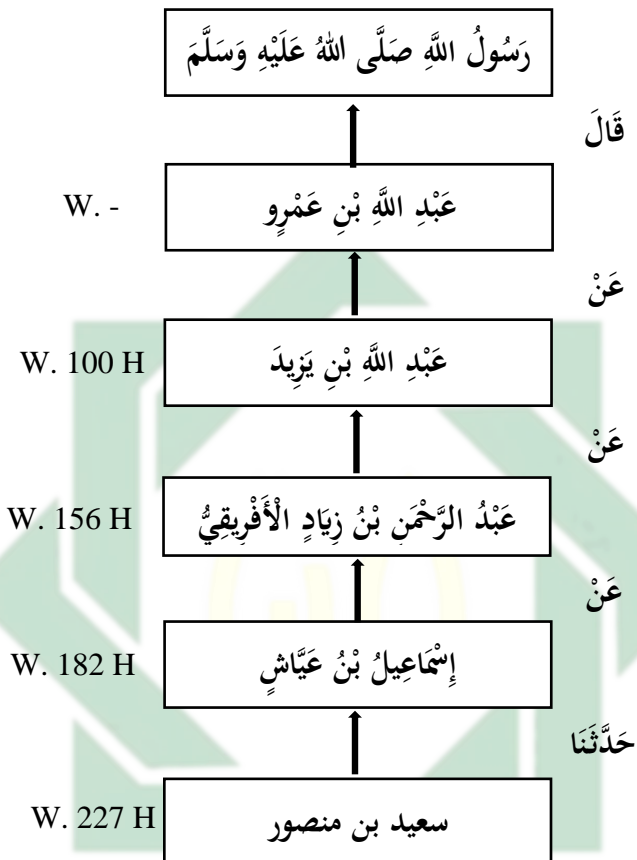 رَسُولُ اللَّهِ صَلَّى اللهُ عَلَيْهِ وَسَلَّمَ
قَالَ
W. -
عَبْدِ اللَّهِ بْنِ عَمْرٍو
عَنْ
W. 100 H
عَبْدِ اللَّهِ بْنِ يَزِيدَ
عَنْ
W. 156 H
عَبْدُ الرَّحْمَنِ بْنُ زِيَادٍ الْأَفْرِيقِيُّ
عَنْ
W. 182 H
إِسْمَاعِيلُ بْنُ عَيَّاشٍ
حَدَّثَنَا
W. 227 H
سعيد بن منصور